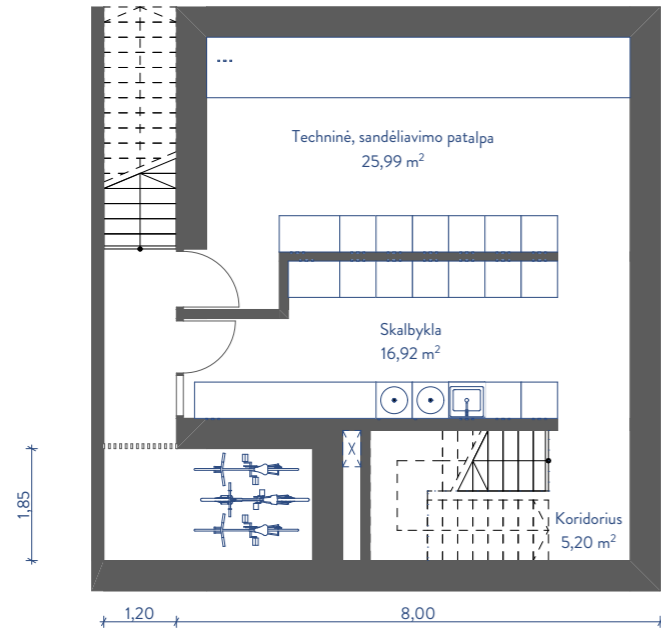 ...
Techninė, sandėliavimo patalpa
25,99 m²
Skalbykla
16,92 m²
X
Koridorius
5,20 m²
1,85
1,20
8,00